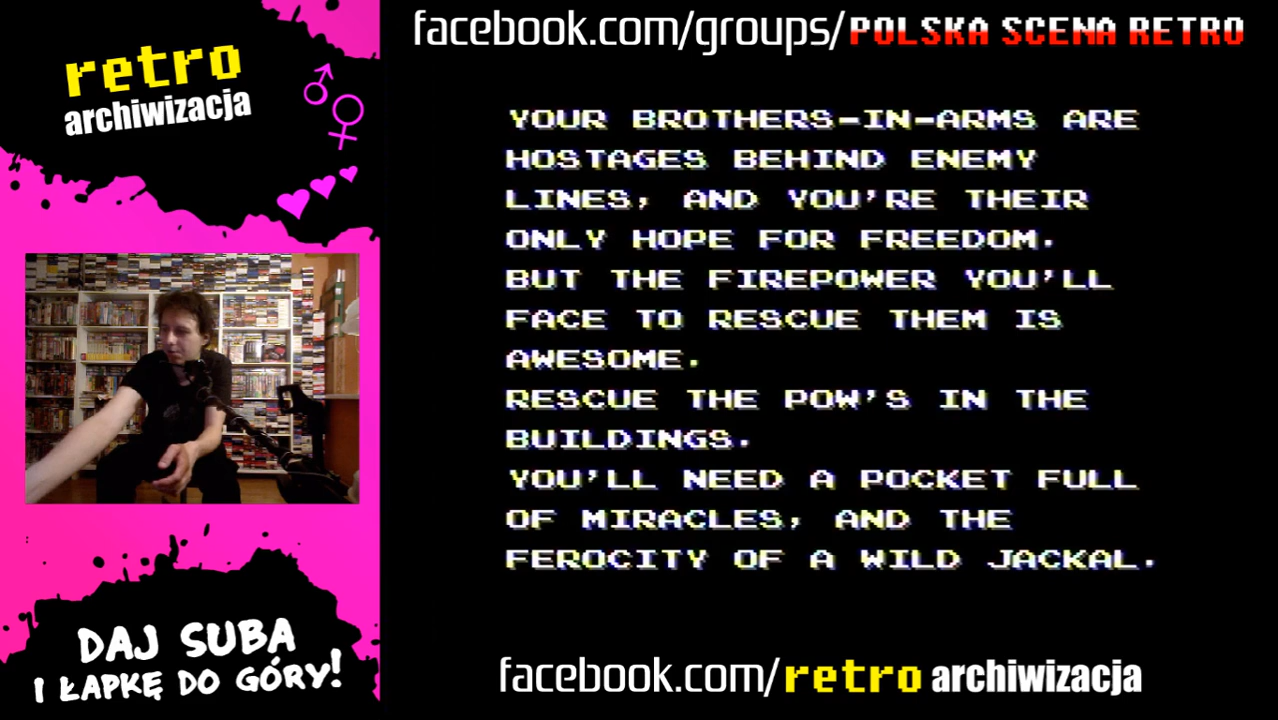 retro
archiwizacja
DAJ SUBA
I ŁAPKĘ DO GÓRY!
facebook.com/groups/POLSKA SCENA RETRO
YOUR BROTHERS-IN-ARMS ARE
HOSTAGES BEHIND ENEMY
LINES, AND YOU'RE THEIR
ONLY HOPE FOR FREEDOM.
BUT THE FIREPOWER YOU'LL
FACE TO RESCUE THEM IS
AWESOME.
RESCUE THE POW'S IN THE
BUILDINGS.
YOU'LL NEED A POCKET FULL
OF MIRACLES, AND THE
FEROCITY OF A WILD JACKAL.
facebook.com/retro archiwizacja